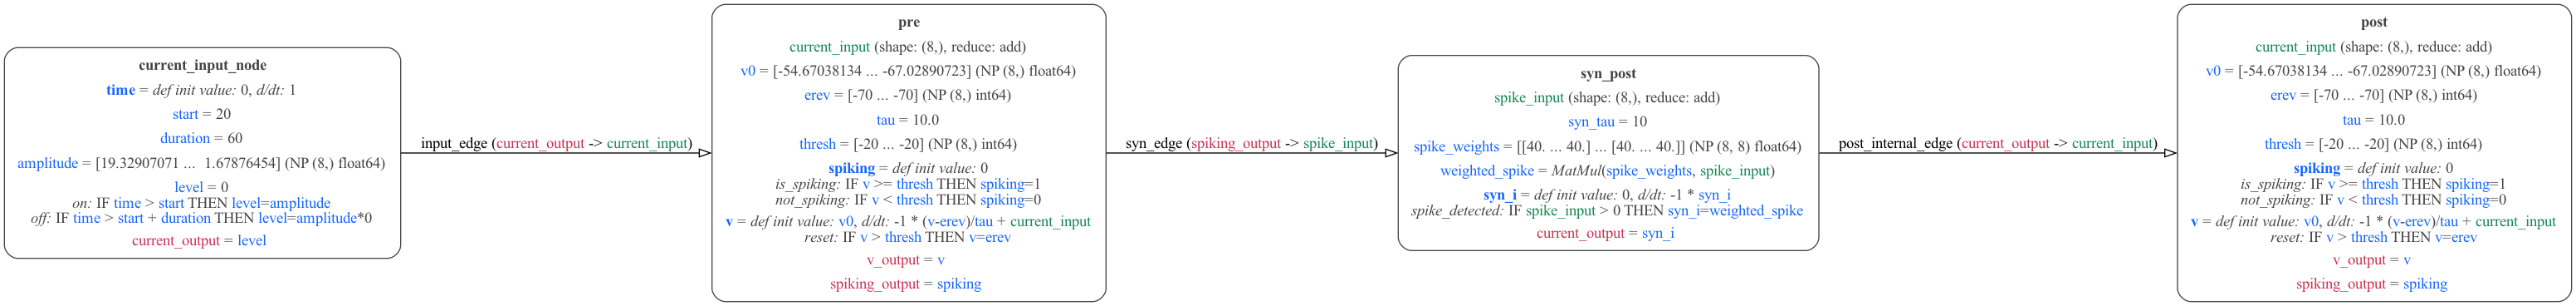 current_input_node
time = def init value: 0, d/dt: 1
start = 20
duration = 60
amplitude = [19.32907071 ... 1.67876454] (NP (8,) float64)
level = 0
on: IF time > start THEN level=amplitude
off: IF time > start + duration THEN level=amplitude*0
current_output = level
input_edge (current_output -> current_input)
pre
current_input (shape: (8,), reduce: add)
v0 = [-54.67038134 ... -67.02890723] (NP (8,) float64)
erev = [-70 ... -70] (NP (8,) int64)
tau = 10.0
thresh = [-20 ... -20] (NP (8,) int64)
spiking = def init value: 0
is_spiking: IF v >= thresh THEN spiking=1
not_spiking: IF v < thresh THEN spiking=0
v = def init value: v0, d/dt: -1 * (v-erev)/tau + current_input
reset: IF v > thresh THEN v=erev
v_output = v
spiking_output = spiking
syn_edge (spiking_output -> spike_input)
syn_post
spike_input (shape: (8,), reduce: add)
syn_tau = 10
spike_weights = [[40. ... 40.] ... [40. ... 40.]] (NP (8, 8) float64)
weighted_spike = MatMul(spike_weights, spike_input)
syn_i = def init value: 0, d/dt: -1 * syn_i
spike_detected: IF spike_input > 0 THEN syn_i=weighted_spike
current_output = syn_i
post_internal_edge (current_output -> current_input)
post
current_input (shape: (8,), reduce: add)
v0 = [-54.67038134 ... -67.02890723] (NP (8,) float64)
erev = [-70 ... -70] (NP (8,) int64)
tau = 10.0
thresh = [-20 ... -20] (NP (8,) int64)
spiking = def init value: 0
is_spiking: IF v >= thresh THEN spiking=1
not_spiking: IF v < thresh THEN spiking=0
v = def init value: v0, d/dt: -1 * (v-erev)/tau + current_input
reset: IF v > thresh THEN v=erev
v_output = v
spiking_output = spiking